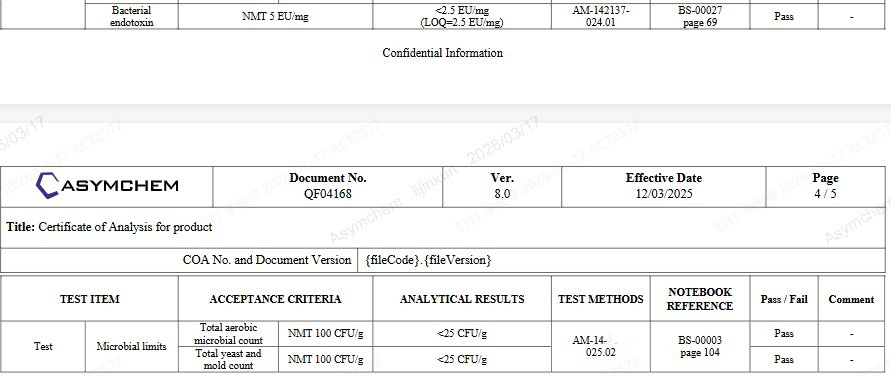 Bacterial endotoxin NMT 5 EU/mg <2.5 EU/mg (LOQ=2.5 EU/mg) AM-142137-024.01 BS-00027 page 69 Pass -
Confidential Information
ASYMCHEM
Document No. Ver. Effective Date Page
QF04168 8.0 12/03/2025 4 / 5
Title: Certificate of Analysis for product
COA No. and Document Version {fileCode}.{fileVersion}
TEST ITEM ACCEPTANCE CRITERIA ANALYTICAL RESULTS TEST METHODS NOTEBOOK REFERENCE Pass / Fail Comment
Test Microbial limits Total aerobic microbial count NMT 100 CFU/g <25 CFU/g AM-14- 025.02 BS-00003 page 104 Pass -
Total yeast and mold count NMT 100 CFU/g <25 CFU/g Pass -
Asymchem lijinkun 2026/03/17